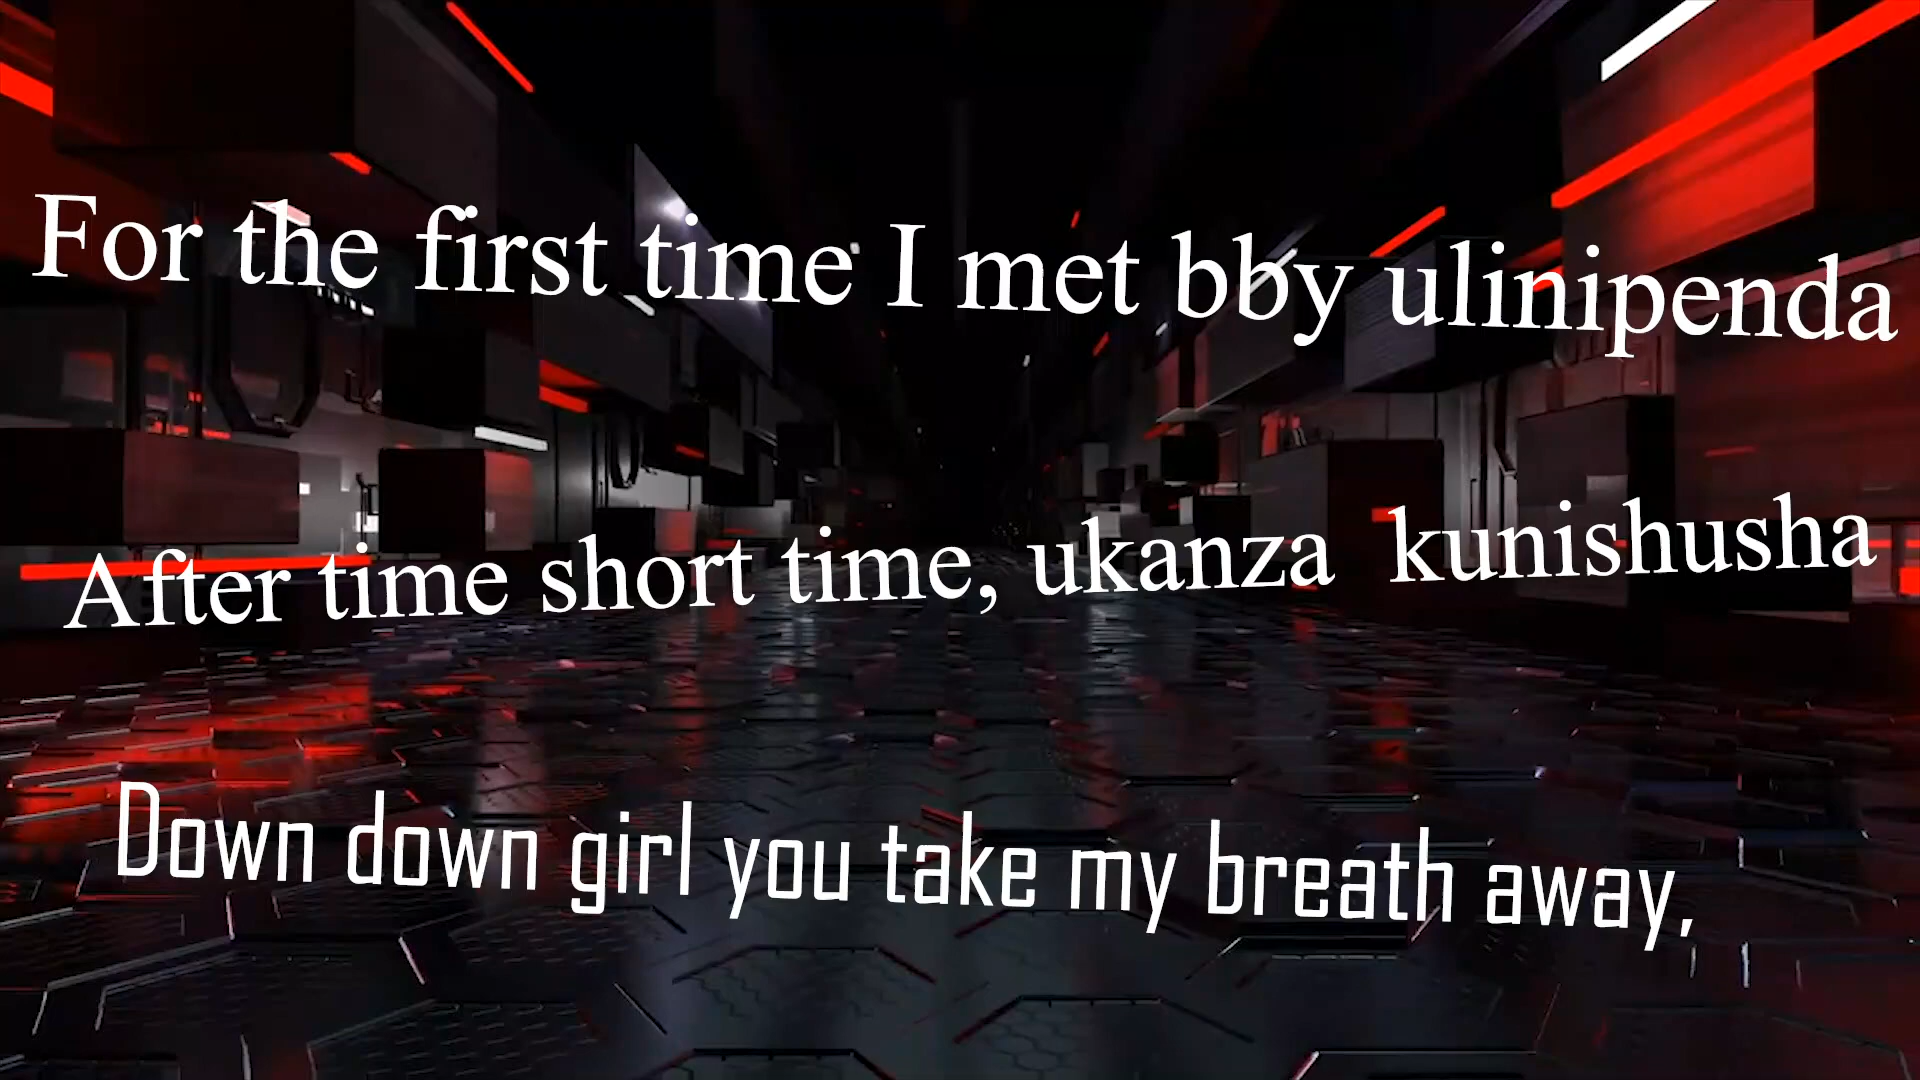 For the first time I met bby ulinipenda
After time short time, ukanza kunishusha
Down down girl you take my breath away,